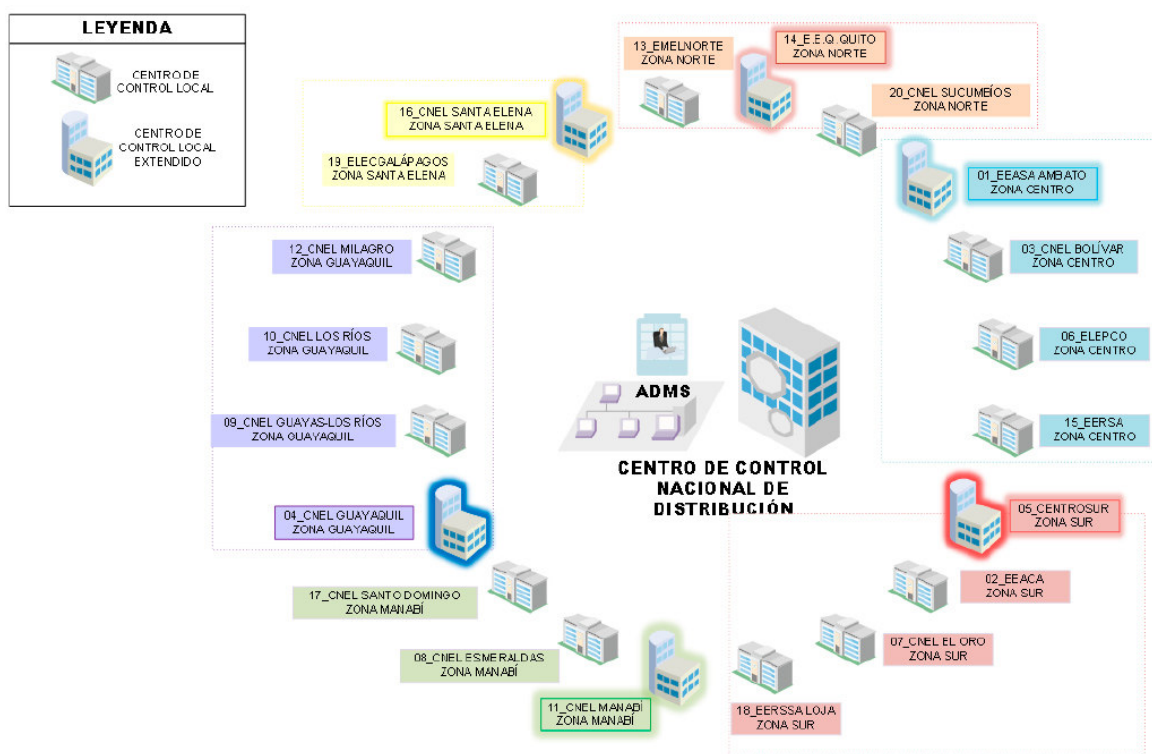 LEYENDA
CENTRO DE
CONTROL LOCAL
CENTRO DE
CONTROL LOCAL
EXTENDIDO
13_EMELNORTE
ZONA NORTE
14_E.E.Q. QUITO
ZONA NORTE
20_CNEL SUCUMBÍOS
ZONA NORTE
16_CNEL SANTA ELENA
ZONA SANTA ELENA
19_ELECGALÁPAGOS
ZONA SANTA ELENA
01_EEASA AMBATO
ZONA CENTRO
03_CNEL BOLÍVAR
ZONA CENTRO
06_ELEPCO
ZONA CENTRO
15_EERSA
ZONA CENTRO
12_CNEL MILAGRO
ZONA GUAYAQUIL
10_CNEL LOS RÍOS
ZONA GUAYAQUIL
09_CNEL GUAYAS-LOS RÍOS
ZONA GUAYAQUIL
04_CNEL GUAYAQUIL
ZONA GUAYAQUIL
ADMS
CENTRO DE CONTROL
NACIONAL DE
DISTRIBUCIÓN
05_CENTROSUR
ZONA SUR
02_EEACA
ZONA SUR
07_CNEL EL ORO
ZONA SUR
18_EERSSA LOJA
ZONA SUR
17_CNEL SANTO DOMINGO
ZONA MANABÍ
08_CNEL ESMERALDAS
ZONA MANABÍ
11_CNEL MANABÍ
ZONA MANABÍ